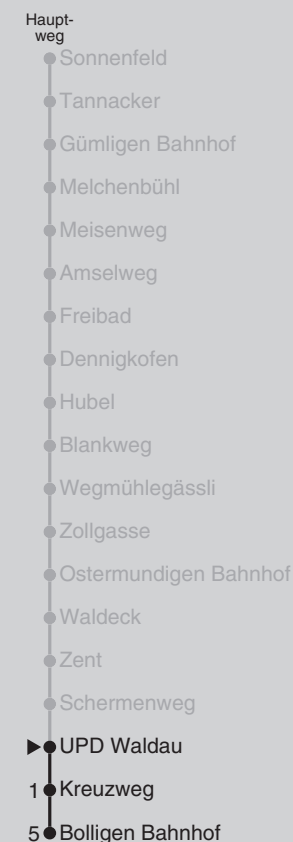 Haupt-
weg
Sonnenfeld
Tannacker
Gümligen Bahnhof
Melchenbühl
Meisenweg
Amselweg
Freibad
Dennigkofen
Hubel
Blankweg
Wegmühlegässli
Zollgasse
Ostermundigen Bahnhof
Waldeck
Zent
Schermenweg
UPD Waldau
1 Kreuzweg
5 Bolligen Bahnhof